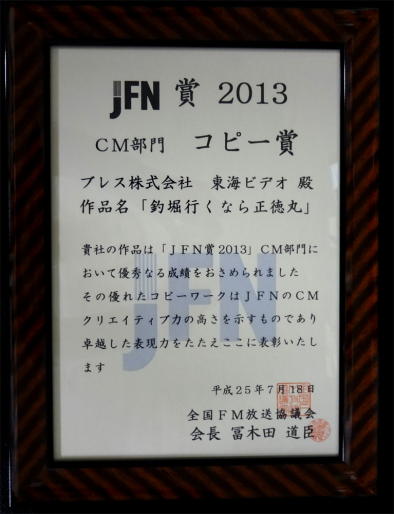 JFN 賞 2013
CM部門 コピー賞
ブレス株式会社 東海ビデオ 殿
作品名「釣堀行くなら正徳丸」
貴社の作品は「JFN賞2013」CM部門に
おいて優秀なる成績をおさめられました
その優れたコピーワークはJFNのCM
クリエイティブ力の高さを示すものであり
卓越した表現力をたたえここに表彰いたし
ます
JFN
平成25年7月18日
全国FM放送協議会
会長 冨木田 道臣